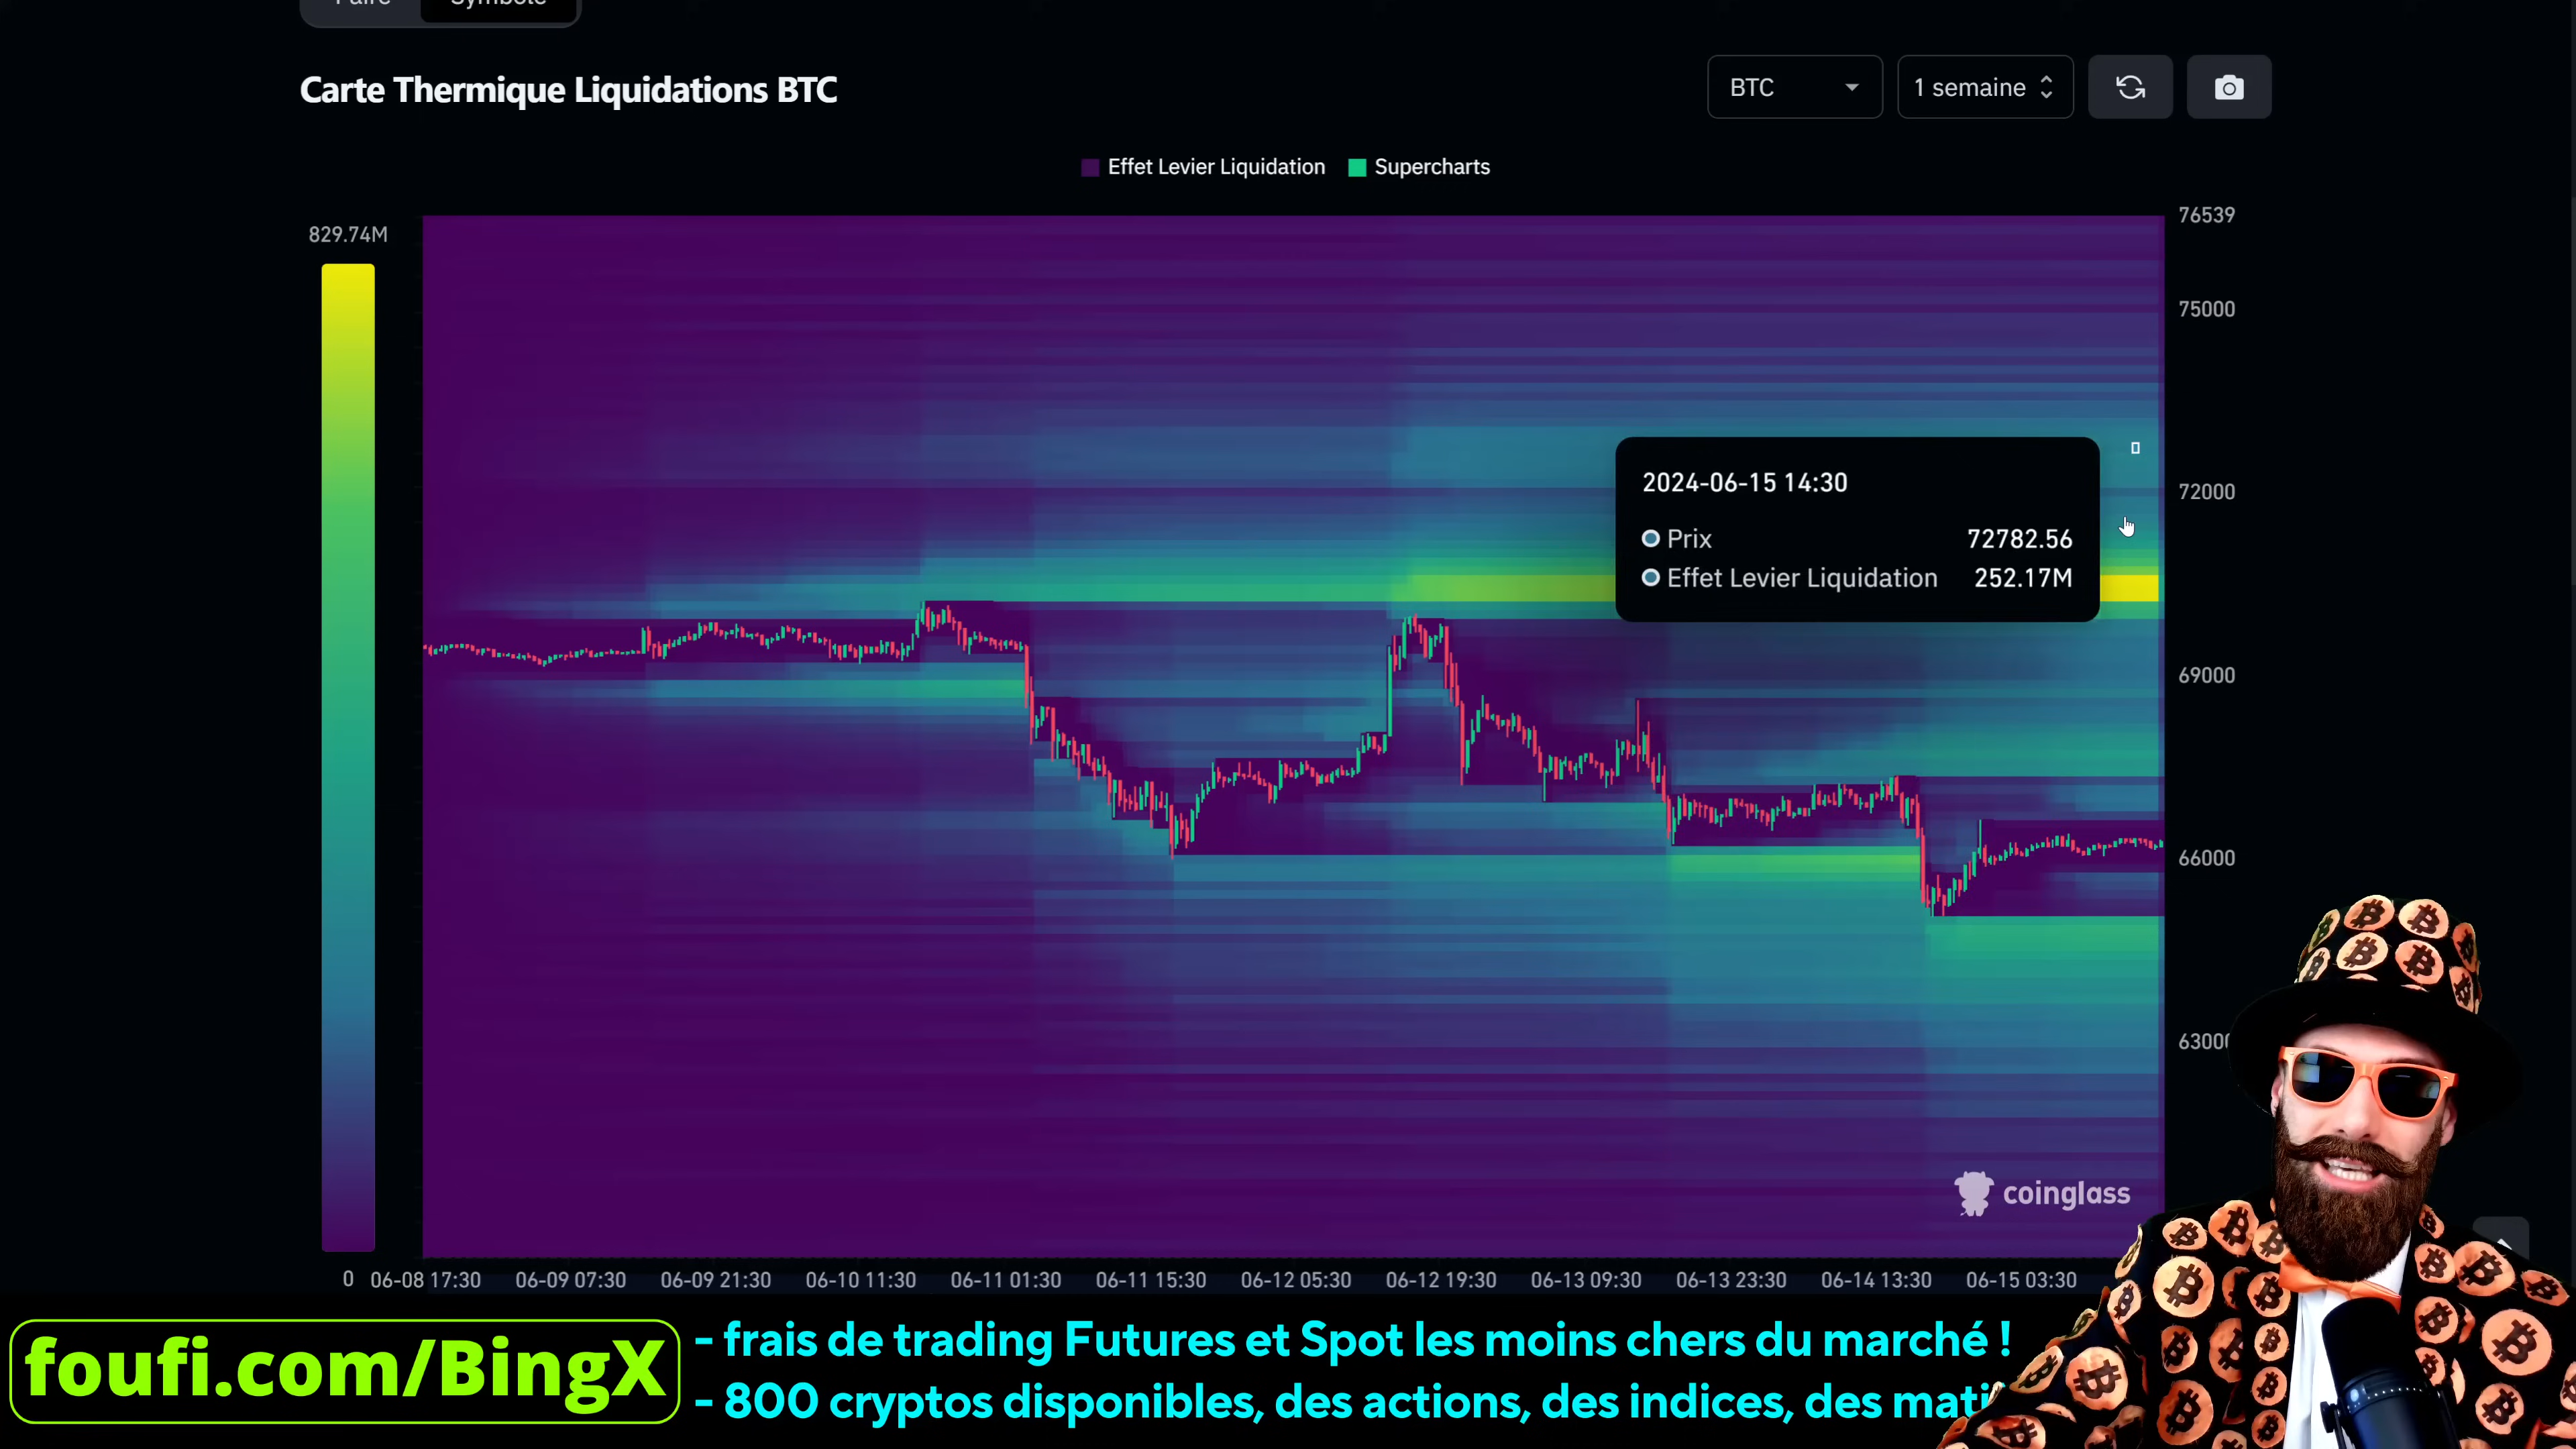 Paire Symbole
Carte Thermique Liquidations BTC
BTC
1 semaine
Effet Levier Liquidation
Supercharts
829.74M
0
76539
75000
72000
69000
66000
63000
2024-06-15 14:30
Prix 72782.56
Effet Levier Liquidation 252.17M
coinglass
06-08 17:30 06-09 07:30 06-09 21:30 06-10 11:30 06-11 01:30 06-11 15:30 06-12 05:30 06-12 19:30 06-13 09:30 06-13 23:30 06-14 13:30 06-15 03:30
foufi.com/BingX
- frais de trading Futures et Spot les moins chers du marché !
- 800 cryptos disponibles, des actions, des indices, des mati